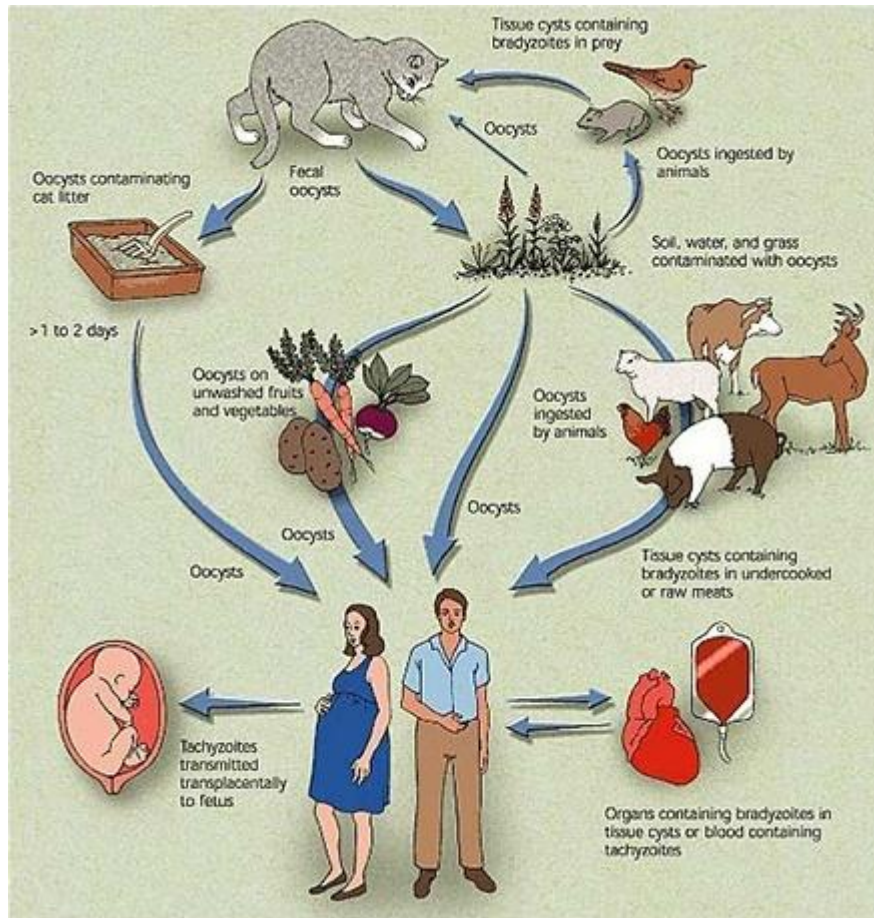 Tissue cysts containing
bradyzoites in prey
Oocysts
Oocysts ingested by
animals
Oocysts contaminating
cat litter
Fecal
oocysts
Soil, water, and grass
contaminated with oocysts
>1 to 2 days
Oocysts on
unwashed fruits
and vegetables
Oocysts
ingested
by animals
Oocysts
Oocysts
Oocysts
Tissue cysts containing
bradyzoites in undercooked
or raw meats
Tachyzoites
transmitted
transplacentally
to fetus
Organs containing bradyzoites in
tissue cysts or blood containing
tachyzoites